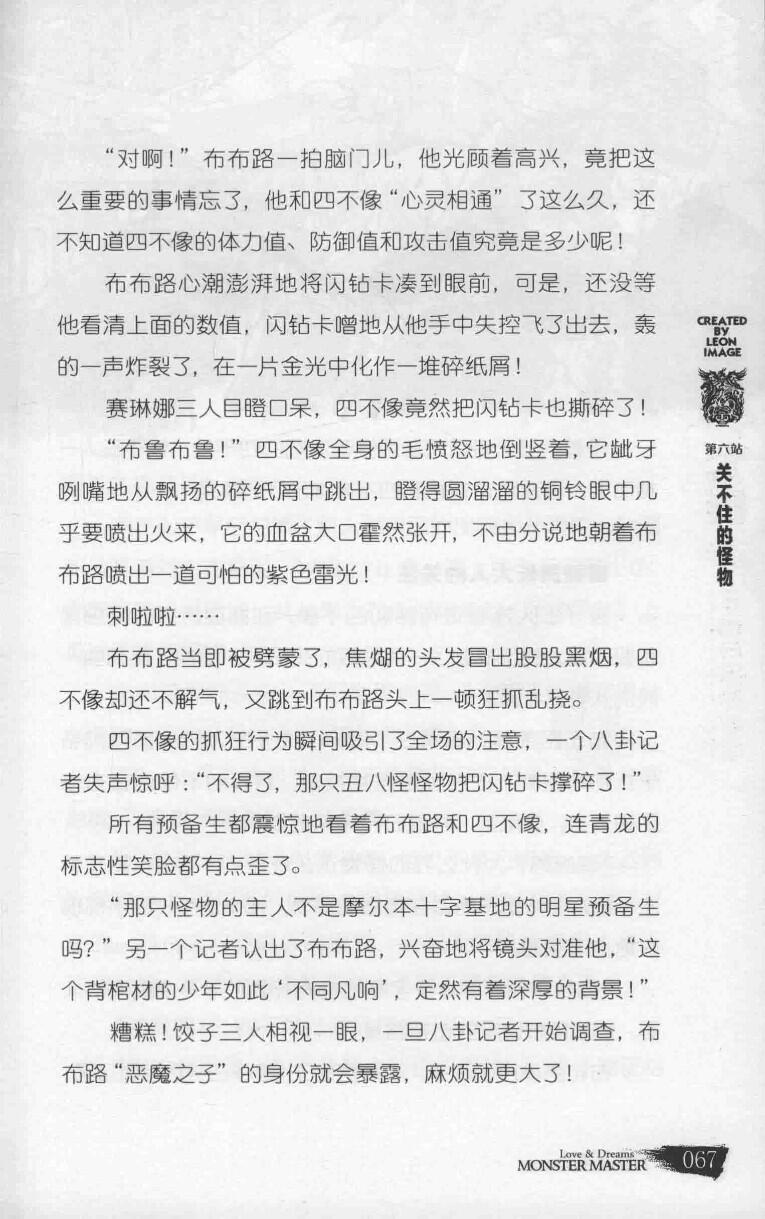 “对啊！”布布路一拍脑门儿，他光顾着高兴，竟把这
么重要的事情忘了，他和四不像“心灵相通”了这么久，还
不知道四不像的体力值、防御值和攻击值究竟是多少呢！
布布路心潮澎湃地将闪钻卡凑到眼前，可是，还没等
他看清上面的数值，闪钻卡噌地从他手中失控飞了出去，轰
的一声炸裂了，在一片金光中化作一堆碎纸屑！
赛琳娜三人目瞪口呆，四不像竟然把闪钻卡也撕碎了！
“布鲁布鲁！”四不像全身的毛愤怒地倒竖着，它龇牙
咧嘴地从飘扬的碎纸屑中跳出，瞪得圆溜溜的铜铃眼中几
乎要喷出火来，它的血盆大口霍然张开，不由分说地朝着布
布路喷出一道可怕的紫色雷光！
刺啦啦……
布布路当即被劈蒙了，焦煳的头发冒出股股黑烟，四
不像却还不解气，又跳到布布路头上一顿狂抓乱挠。
四不像的抓狂行为瞬间吸引了全场的注意，一个八卦记
者失声惊呼：“不得了，那只丑八怪怪物把闪钻卡撑碎了！”
所有预备生都震惊地看着布布路和四不像，连青龙的
标志性笑脸都有点歪了。
“那只怪物的主人不是摩尔本十字基地的明星预备生
吗？”另一个记者认出了布布路，兴奋地将镜头对准他，“这
个背棺材的少年如此‘不同凡响’，定然有着深厚的背景！”
糟糕！饺子三人相视一眼，一旦八卦记者开始调查，布
布路“恶魔之子”的身份就会暴露，麻烦就更大了！
CREATED
BY
LEON
IMAGE
第六站
关不住的怪物
Love & Dreams
MONSTER MASTER
067